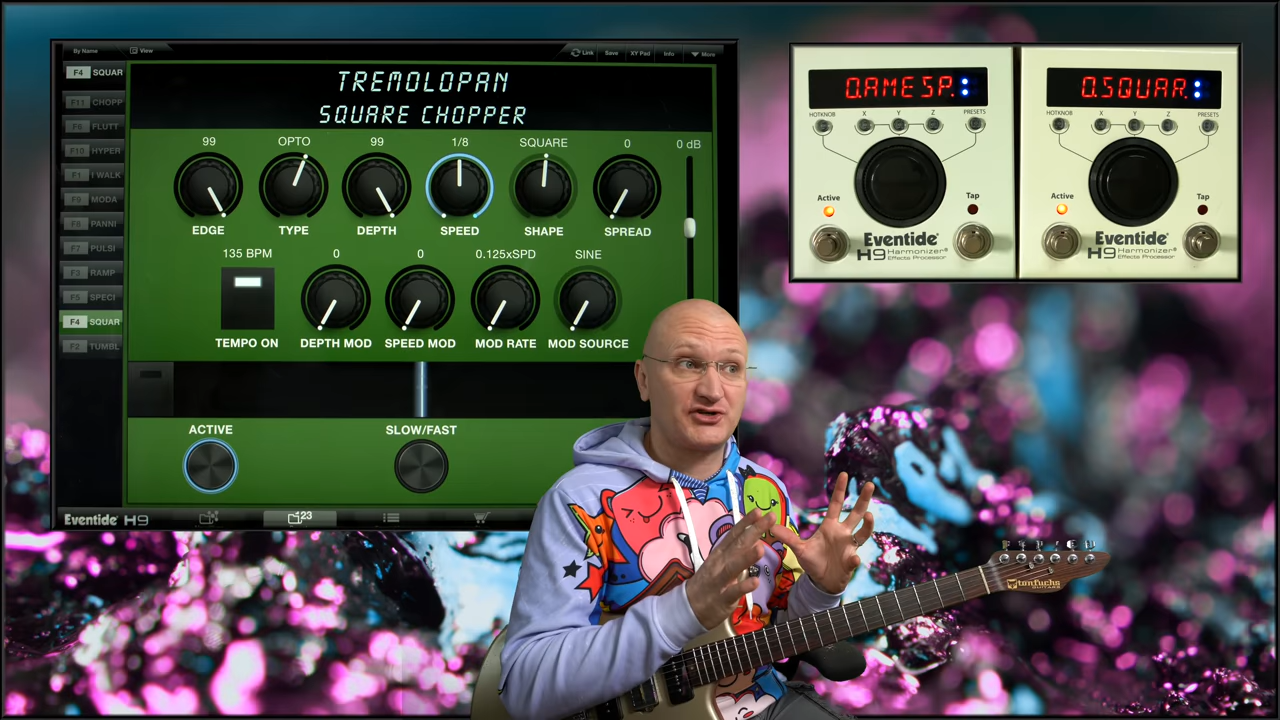 By Name
View
Link
Save
XY Pad
Info
More
F4 SQUAR
F11 CHOPP
F6 FLUTT
F10 HYPER
F1 I WALK
F9 MODA
F8 PANNI
F7 PULSI
F3 RAMP
F5 SPECI
F4 SQUAR
F2 TUMBL
TREMOLOPAN
SQUARE CHOPPER
99 OPTO 99 1/8 SQUARE 0 0 dB
EDGE TYPE DEPTH SPEED SHAPE SPREAD
135 BPM 0 0 0.125xSPD SINE
TEMPO ON DEPTH MOD SPEED MOD MOD RATE MOD SOURCE
ACTIVE SLOW/FAST
Eventide H9
123
0.AME SP.
HOTKNOB X Y Z PRESETS
Active Tap
Eventide®
H9 Harmonizer®
Effects Processor
0.SQUAR.
HOTKNOB X Y Z PRESETS
Active Tap
Eventide®
H9 Harmonizer®
Effects Processor
tonfuchs
GUITARS